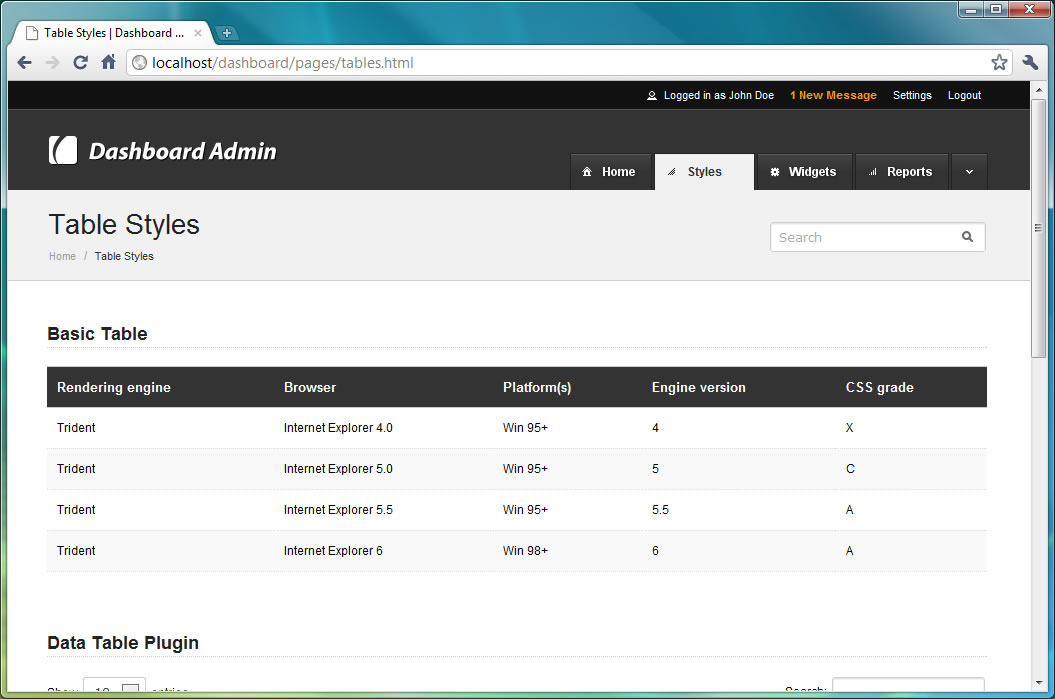 Table Styles | Dashboard ...
localhost/dashboard/pages/tables.html
Logged in as John Doe 1 New Message Settings Logout
Dashboard Admin
Home Styles Widgets Reports
Table Styles
Home / Table Styles
Search
Basic Table
Rendering engine Browser Platform(s) Engine version CSS grade
Trident Internet Explorer 4.0 Win 95+ 4 X
Trident Internet Explorer 5.0 Win 95+ 5 C
Trident Internet Explorer 5.5 Win 95+ 5.5 A
Trident Internet Explorer 6 Win 98+ 6 A
Data Table Plugin
Show 10 entries Search: